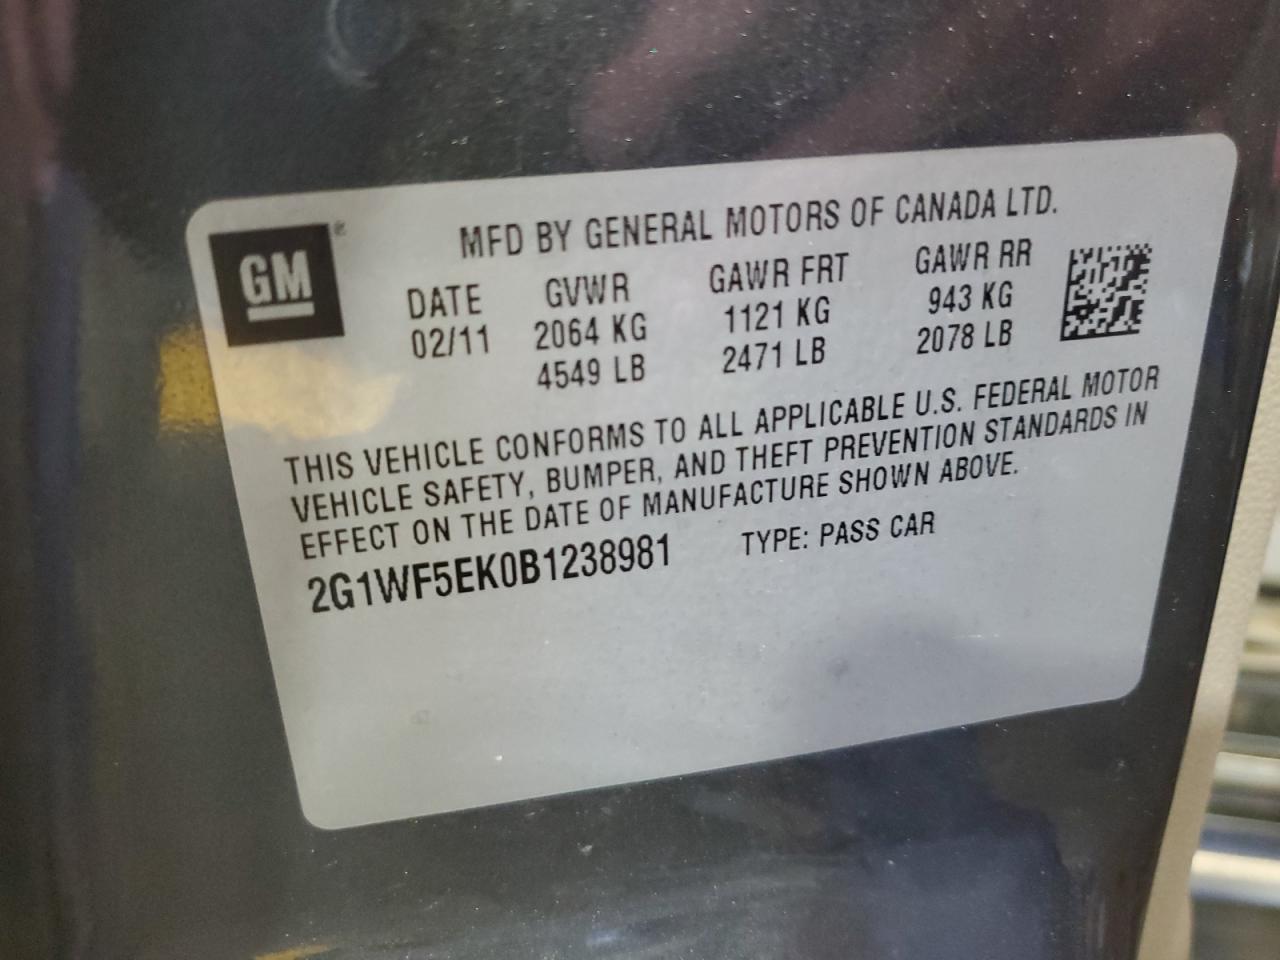 GM®
MFD BY GENERAL MOTORS OF CANADA LTD.
DATE GVWR GAWR FRT GAWR RR
02/11 2064 KG 1121 KG 943 KG
4549 LB 2471 LB 2078 LB
THIS VEHICLE CONFORMS TO ALL APPLICABLE U.S. FEDERAL MOTOR
VEHICLE SAFETY, BUMPER, AND THEFT PREVENTION STANDARDS IN
EFFECT ON THE DATE OF MANUFACTURE SHOWN ABOVE.
2G1WF5EK0B1238981 TYPE: PASS CAR